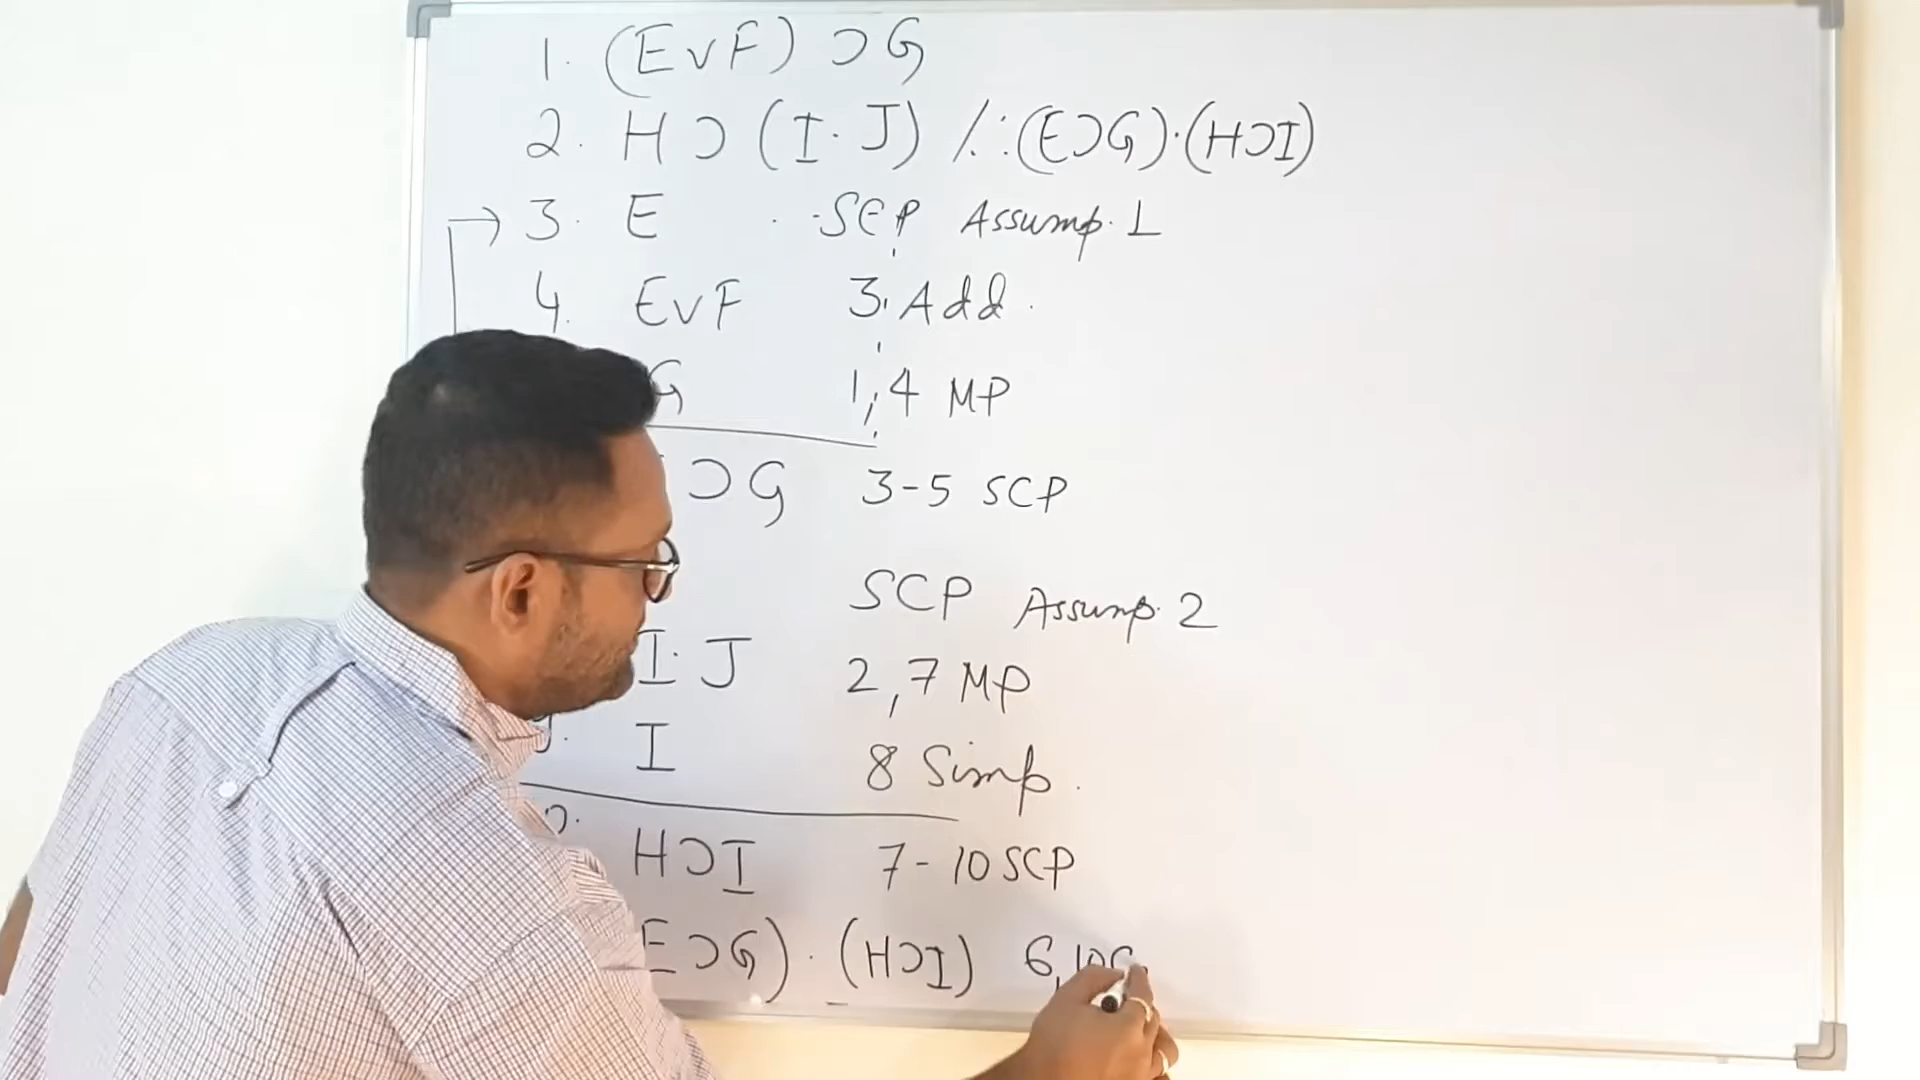 1. (E∨F) ⊃ G
2. H ⊃ (I · J) /∴ (E⊃G)·(H⊃I)
3. E SCP Assump. 1
4. E∨F 3, Add.
G 1,4 MP
⊃ G 3-5 SCP
SCP Assump. 2
I · J 2,7 MP
9. I 8 Simp.
H⊃I 7-10 SCP
E⊃G) · (H⊃I) 6,10